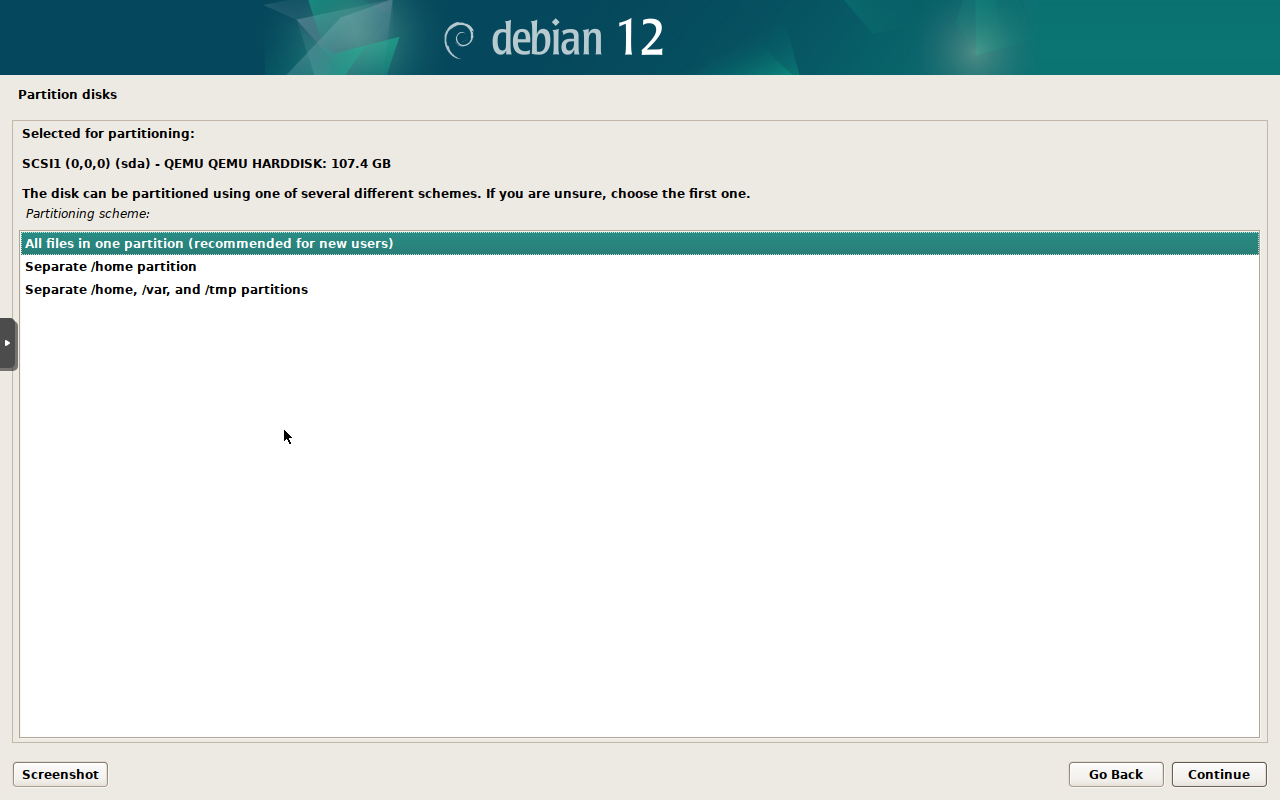 debian 12
Partition disks
Selected for partitioning:
SCSI1 (0,0,0) (sda) - QEMU QEMU HARDDISK: 107.4 GB
The disk can be partitioned using one of several different schemes. If you are unsure, choose the first one.
Partitioning scheme:
All files in one partition (recommended for new users)
Separate /home partition
Separate /home, /var, and /tmp partitions
Screenshot
Go Back
Continue